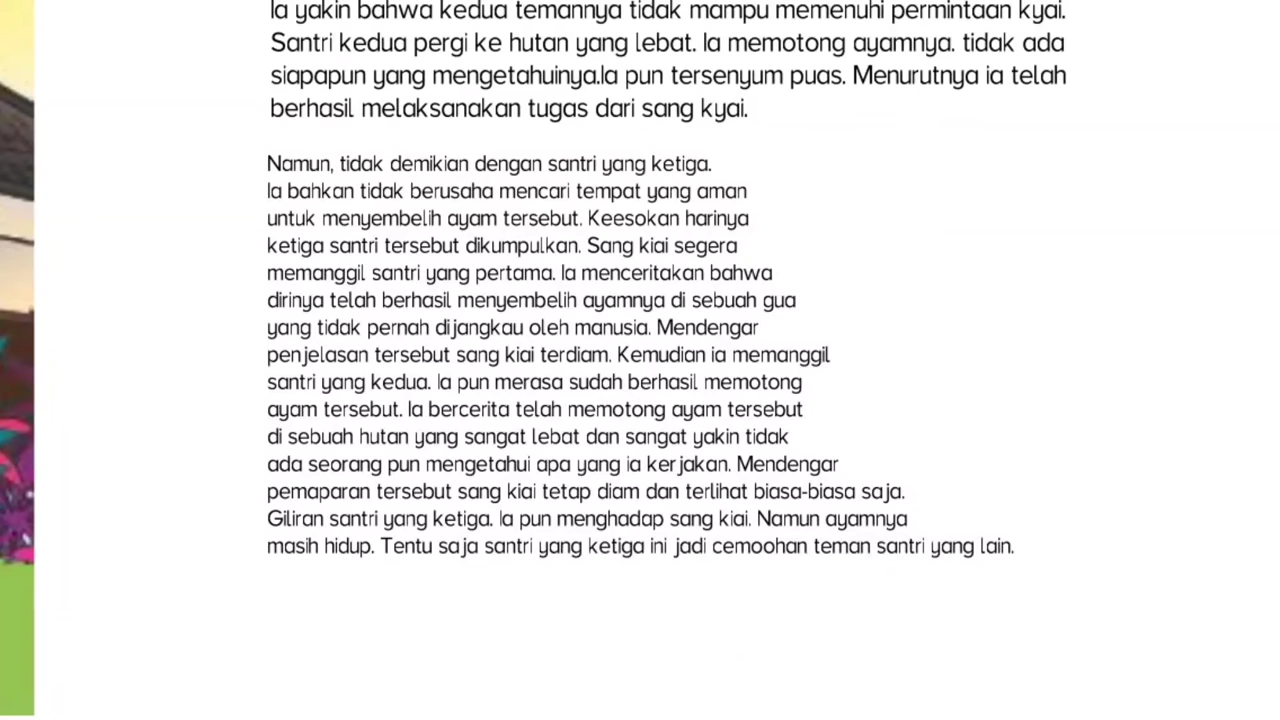 Ia yakin bahwa kedua temannya tidak mampu memenuhi permintaan kyai.
Santri kedua pergi ke hutan yang lebat. Ia memotong ayamnya. tidak ada
siapapun yang mengetahuinya.Ia pun tersenyum puas. Menurutnya ia telah
berhasil melaksanakan tugas dari sang kyai.
Namun, tidak demikian dengan santri yang ketiga.
Ia bahkan tidak berusaha mencari tempat yang aman
untuk menyembelih ayam tersebut. Keesokan harinya
ketiga santri tersebut dikumpulkan. Sang kiai segera
memanggil santri yang pertama. Ia menceritakan bahwa
dirinya telah berhasil menyembelih ayamnya di sebuah gua
yang tidak pernah dijangkau oleh manusia. Mendengar
penjelasan tersebut sang kiai terdiam. Kemudian ia memanggil
santri yang kedua. Ia pun merasa sudah berhasil memotong
ayam tersebut. Ia bercerita telah memotong ayam tersebut
di sebuah hutan yang sangat lebat dan sangat yakin tidak
ada seorang pun mengetahui apa yang ia kerjakan. Mendengar
pemaparan tersebut sang kiai tetap diam dan terlihat biasa-biasa saja.
Giliran santri yang ketiga. Ia pun menghadap sang kiai. Namun ayamnya
masih hidup. Tentu saja santri yang ketiga ini jadi cemoohan teman santri yang lain.